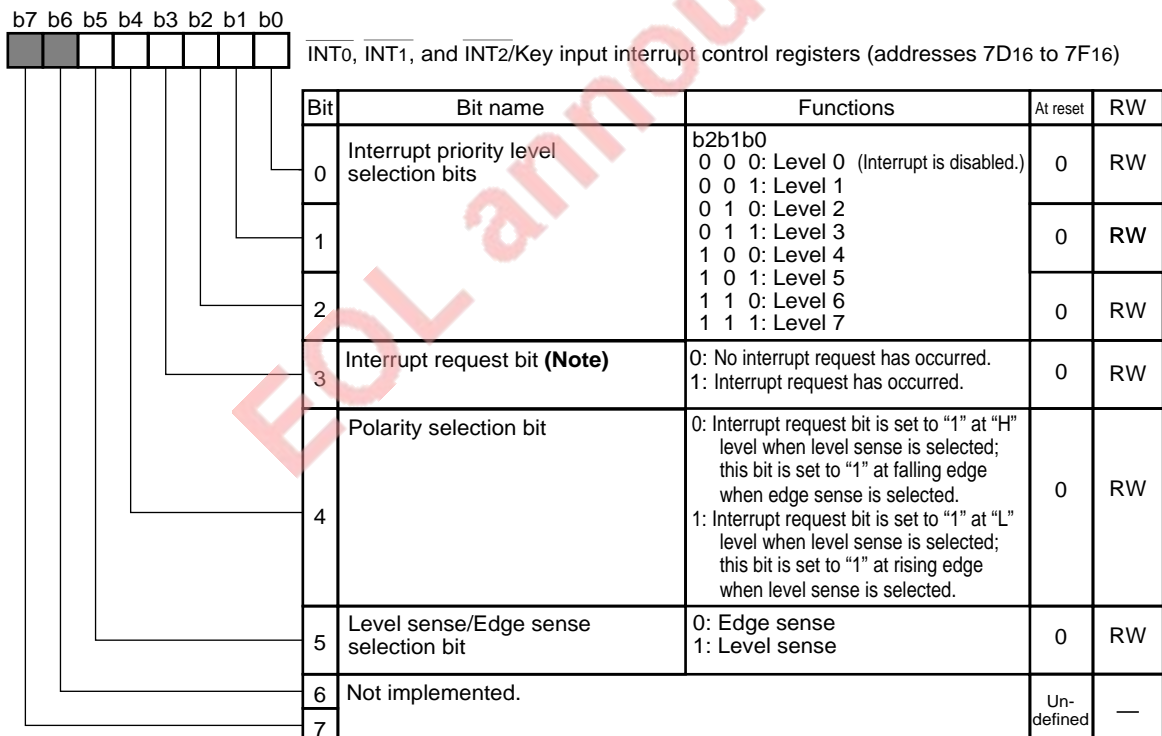 b7 b6 b5 b4 b3 b2 b1 b0
INT0, INT1, and INT2/Key input interrupt control registers (addresses 7D16 to 7F16)
Bit Bit name Functions At reset RW
0 Interrupt priority level
selection bits
b2b1b0
0 0 0: Level 0 (Interrupt is disabled.)
0 0 1: Level 1
0 1 0: Level 2
0 1 1: Level 3
1 0 0: Level 4
1 0 1: Level 5
1 1 0: Level 6
1 1 1: Level 7
0 RW
1 0 RW
2 0 RW
3 Interrupt request bit (Note)
0: No interrupt request has occurred.
1: Interrupt request has occurred.
0 RW
4 Polarity selection bit
0: Interrupt request bit is set to “1” at “H”
level when level sense is selected;
this bit is set to “1” at falling edge
when edge sense is selected.
1: Interrupt request bit is set to “1” at “L”
level when level sense is selected;
this bit is set to “1” at rising edge
when level sense is selected.
0 RW
5 Level sense/Edge sense
selection bit
0: Edge sense
1: Level sense
0 RW
6 Not implemented.
7
Un-
defined
—
EOL annou